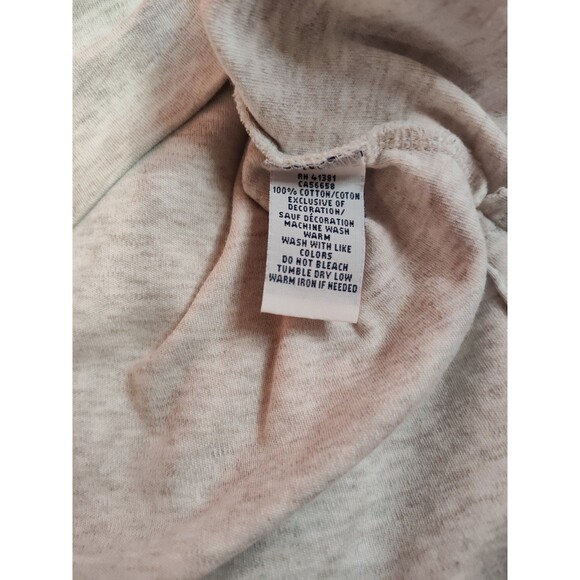 RN 41381
CA56658
100% COTTON/COTON
EXCLUSIVE OF
DECORATION/
SAUF DÉCORATION
MACHINE WASH
WARM
WASH WITH LIKE
COLORS
DO NOT BLEACH
TUMBLE DRY LOW
WARM IRON IF NEEDED